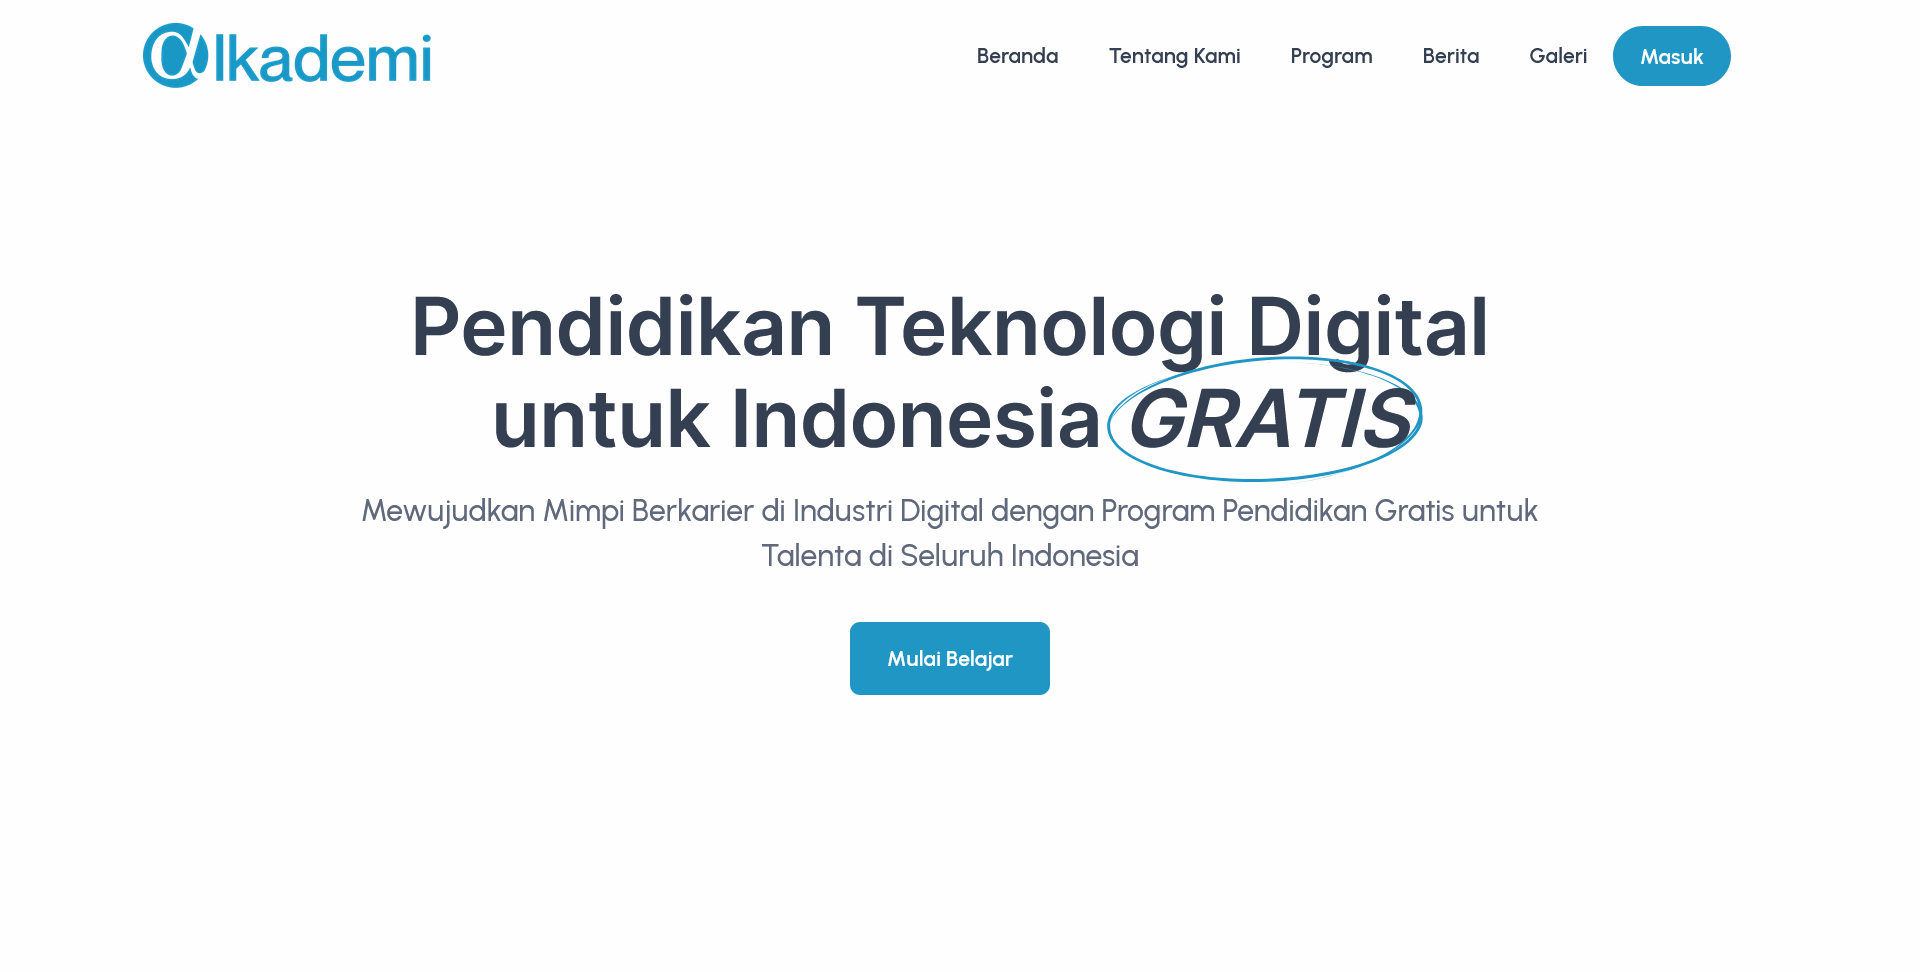 αlkademi
Beranda Tentang Kami Program Berita Galeri Masuk
Pendidikan Teknologi Digital
untuk Indonesia GRATIS
Mewujudkan Mimpi Berkarier di Industri Digital dengan Program Pendidikan Gratis untuk
Talenta di Seluruh Indonesia
Mulai Belajar